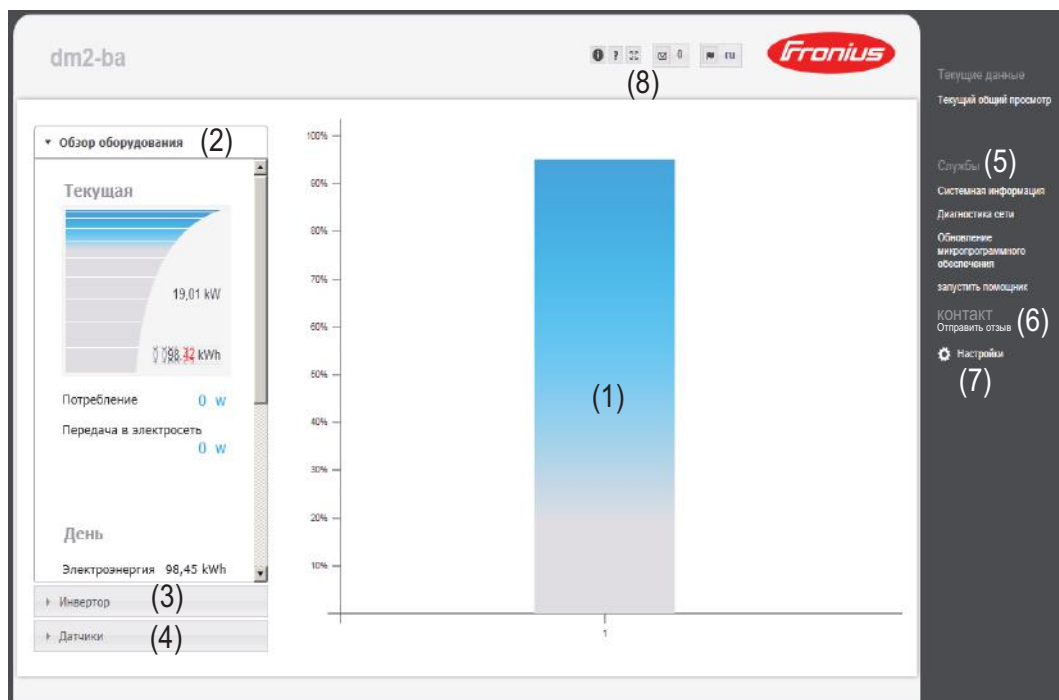 dm2-ba
i ? 0 ru
Fronius
(8)
Обзор оборудования (2)
Текущая
19,01 kW
098.32 kWh
Потребление 0 W
Передача в электросеть
0 W
День
Электроэнергия 98,45 kWh
Инвертор (3)
Датчики (4)
100%
90%
80%
70%
60%
50%
40%
30%
20%
10%
(1)
1
Текущие данные
Текущий общий просмотр
Службы (5)
Системная информация
Диагностика сети
Обновление
микропрограммного
обеспечения
запустить помощник
контакт
Отправить отзыв (6)
Настройки
(7)